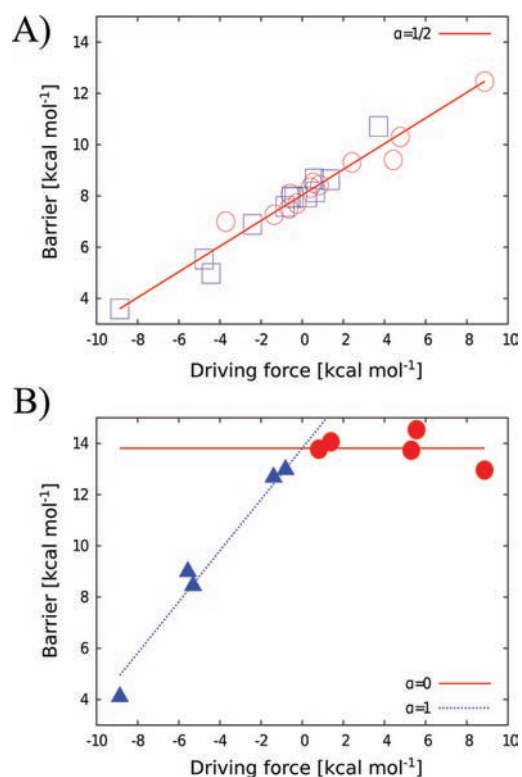 A)
α=1/2
14
12
10
8
6
4
Barrier [kcal mol⁻¹]
-10 -8 -6 -4 -2 0 2 4 6 8 10
Driving force [kcal mol⁻¹]
B)
14
12
10
8
6
4
Barrier [kcal mol⁻¹]
α=0
α=1
-10 -8 -6 -4 -2 0 2 4 6 8 10
Driving force [kcal mol⁻¹]